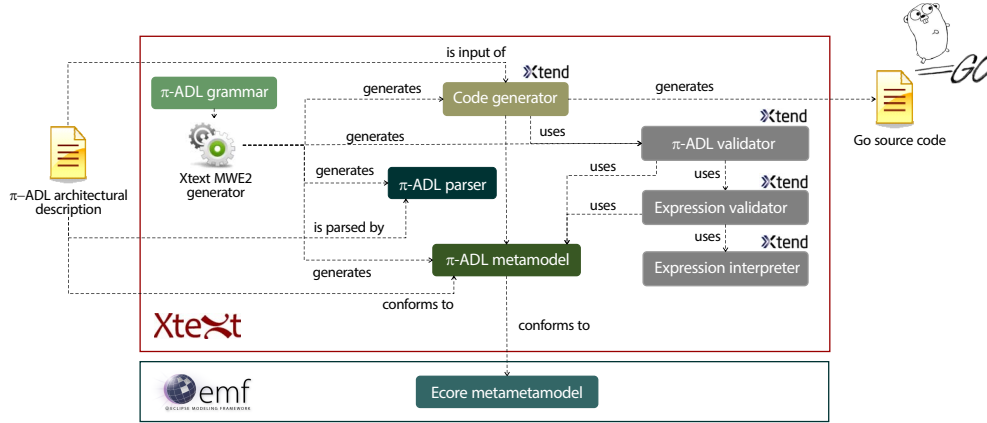 is input of
Xtend
GO
π-ADL grammar
generates
Code generator
generates
Xtend
generates
uses
π-ADL validator
Go source code
Xtext MWE2
generator
generates
π-ADL parser
uses
uses
Xtend
π–ADL architectural
description
is parsed by
uses
Expression validator
uses
Xtend
π-ADL metamodel
Expression interpreter
generates
conforms to
Xtext
conforms to
emf
ECLIPSE MODELING FRAMEWORK
Ecore metametamodel